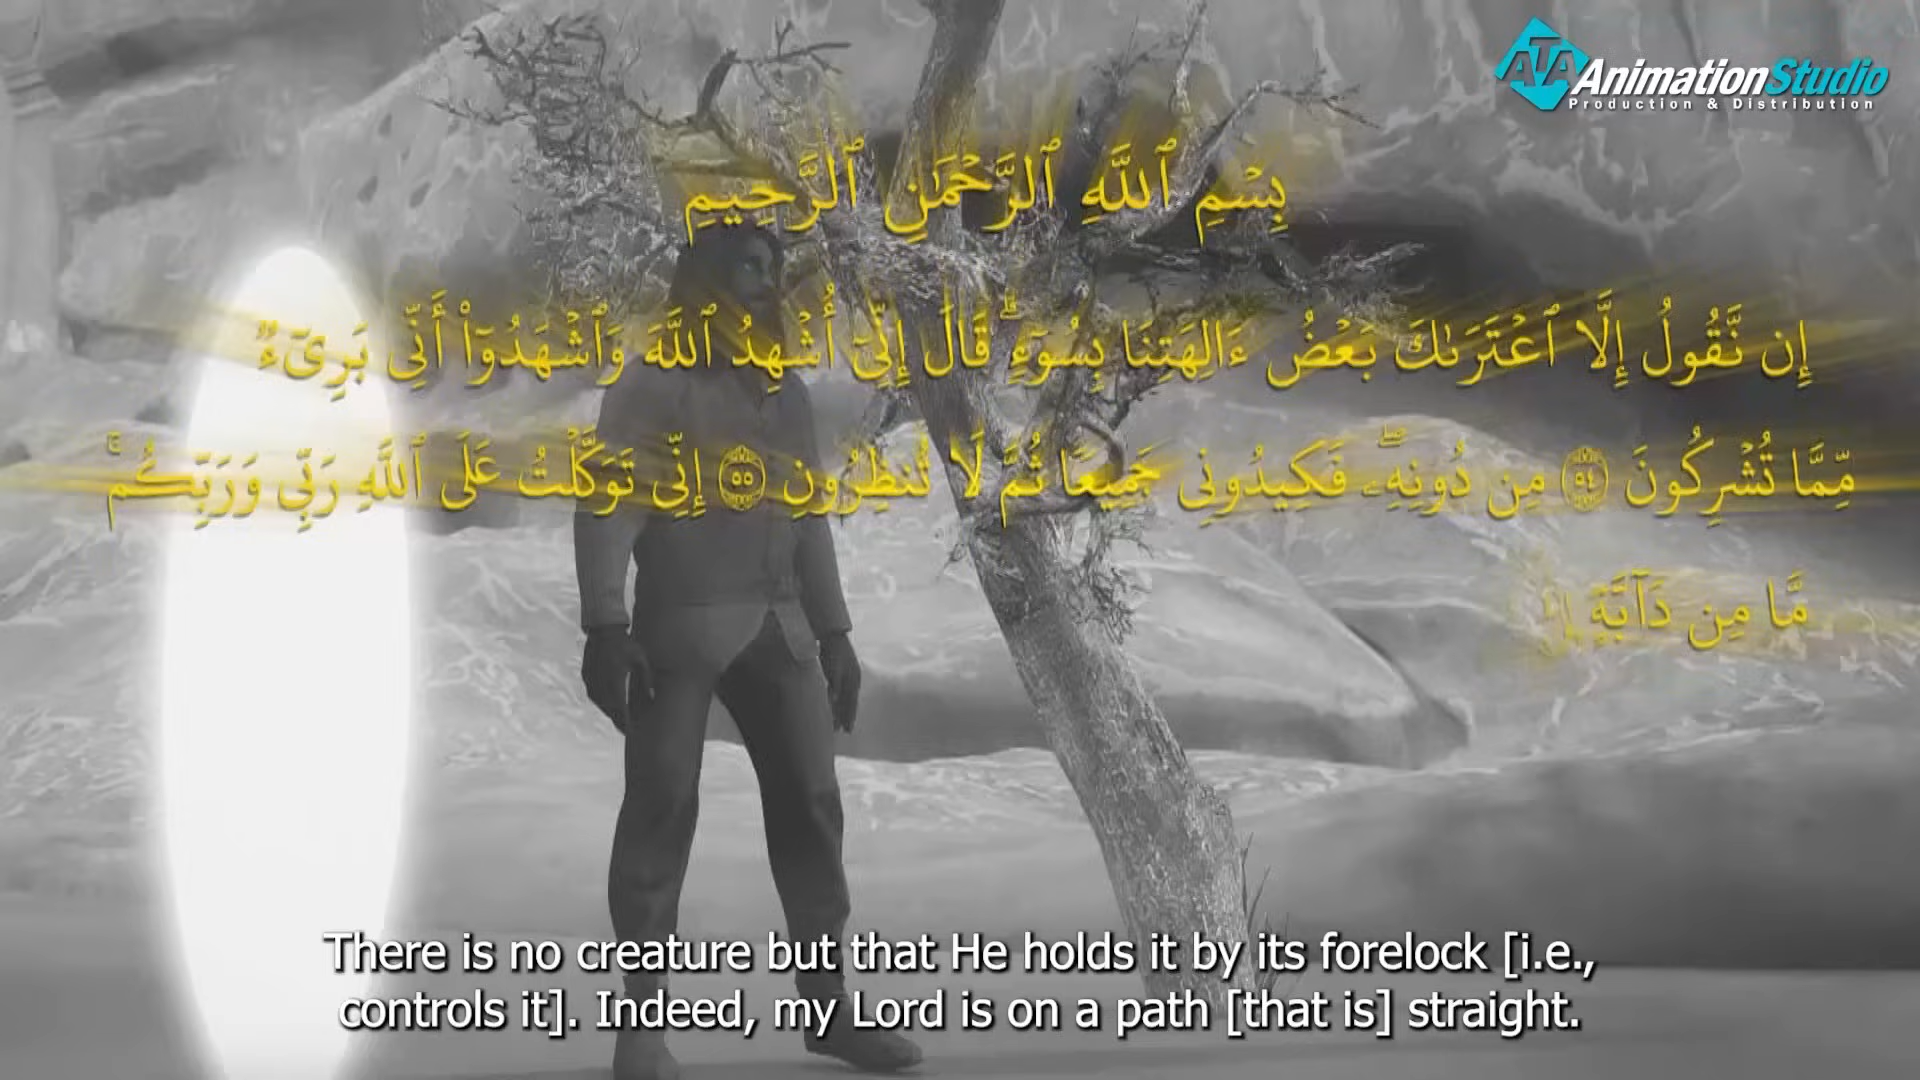 ATA AnimationStudio
Production & Distribution
بِسْمِ ٱللَّهِ ٱلرَّحْمَٰنِ ٱلرَّحِيمِ
إِن نَّقُولُ إِلَّا ٱعْتَرَىٰكَ بَعْضُ ءَالِهَتِنَا بِسُوٓءٍۗ قَالَ إِنِّىٓ أُشْهِدُ ٱللَّهَ وَٱشْهَدُوٓا۟ أَنِّى بَرِىٓءٌ
مِّمَّا تُشْرِكُونَ ٥٤ مِن دُونِهِۦۖ فَكِيدُونِى جَمِيعًا ثُمَّ لَا تُنظِرُونِ ٥٥ إِنِّى تَوَكَّلْتُ عَلَى ٱللَّهِ رَبِّى وَرَبِّكُمۚ
مَّا مِن دَآبَّةٍ
There is no creature but that He holds it by its forelock [i.e.,
controls it]. Indeed, my Lord is on a path [that is] straight.